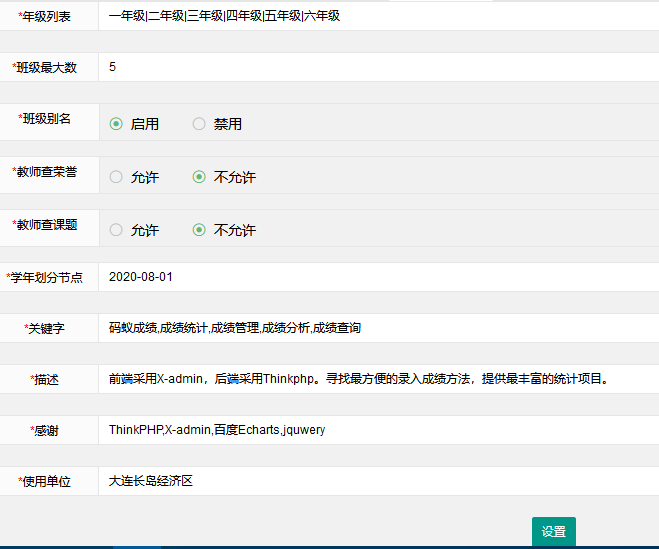 *年级列表 一年级|二年级|三年级|四年级|五年级|六年级
*班级最大数 5
*班级别名 启用 禁用
*教师查荣誉 允许 不允许
*教师查课题 允许 不允许
*学年划分节点 2020-08-01
*关键字 码蚁成绩,成绩统计,成绩管理,成绩分析,成绩查询
*描述 前端采用X-admin，后端采用Thinkphp。寻找最方便的录入成绩方法，提供最丰富的统计项目。
*感谢 ThinkPHP,X-admin,百度Echarts,jquwery
*使用单位 大连长岛经济区
设置